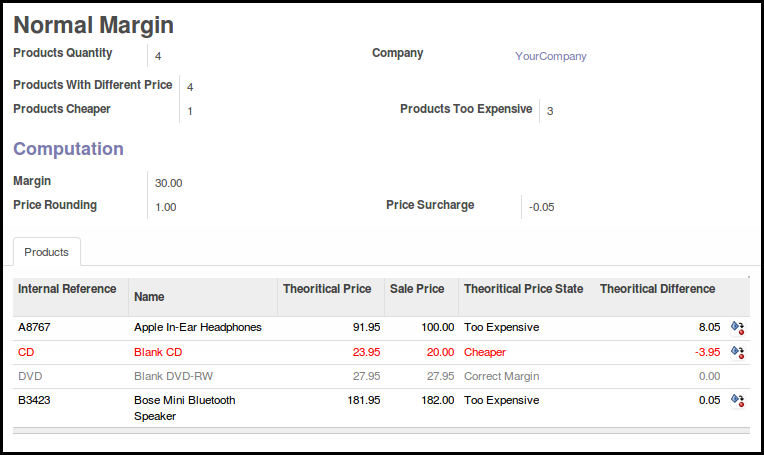 Normal Margin
Products Quantity 4 Company YourCompany
Products With Different Price 4
Products Cheaper 1 Products Too Expensive 3
Computation
Margin 30.00
Price Rounding 1.00 Price Surcharge -0.05
Products
Internal Reference Name Theoritical Price Sale Price Theoritical Price State Theoritical Difference
A8767 Apple In-Ear Headphones 91.95 100.00 Too Expensive 8.05
CD Blank CD 23.95 20.00 Cheaper -3.95
DVD Blank DVD-RW 27.95 27.95 Correct Margin 0.00
B3423 Bose Mini Bluetooth 181.95 182.00 Too Expensive 0.05
Speaker